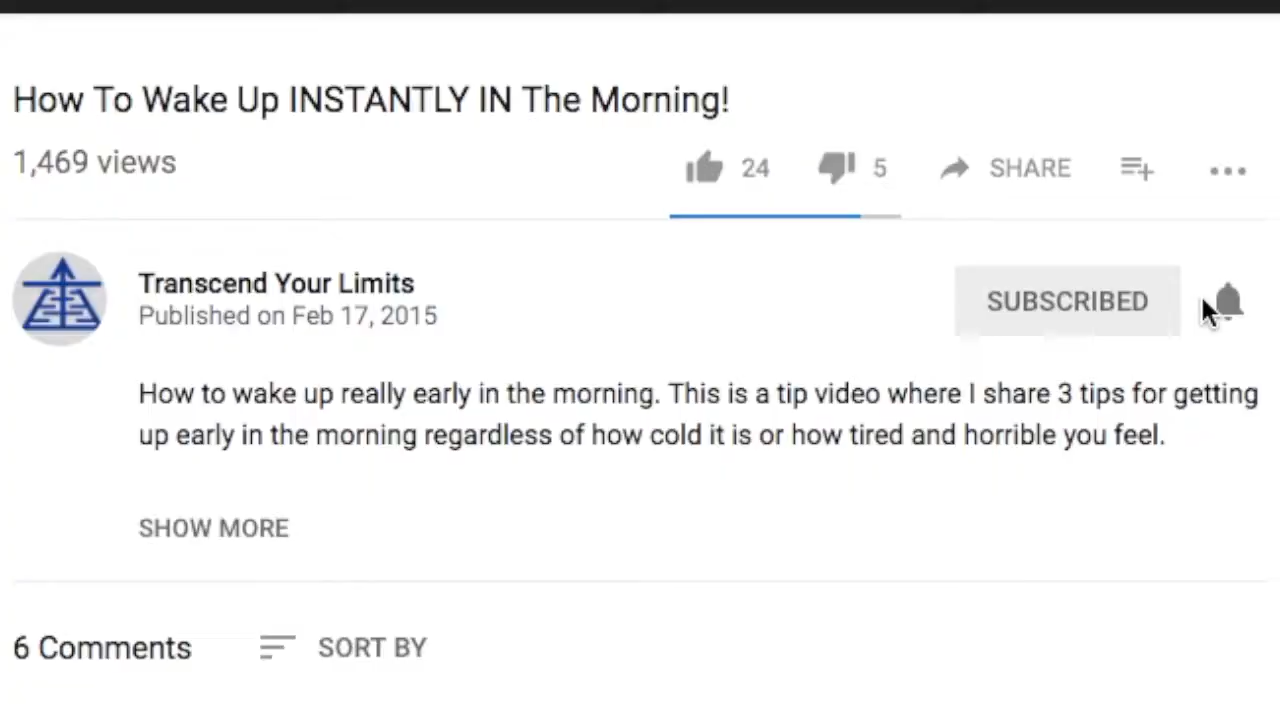 How To Wake Up INSTANTLY IN The Morning!
1,469 views
24
5
SHARE
Transcend Your Limits
Published on Feb 17, 2015
SUBSCRIBED
How to wake up really early in the morning. This is a tip video where I share 3 tips for getting
up early in the morning regardless of how cold it is or how tired and horrible you feel.
SHOW MORE
6 Comments
SORT BY